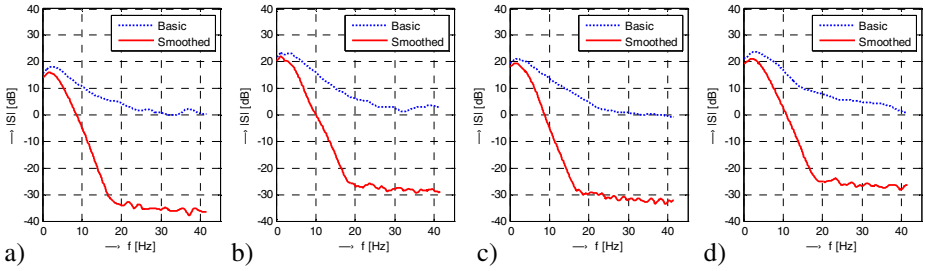 40
30
20
10
0
-10
-20
-30
-40
0 10 20 30 40
→ |S| [dB]
→ f [Hz]
Basic
Smoothed
a)
40
30
20
10
0
-10
-20
-30
-40
0 10 20 30 40
→ |S| [dB]
→ f [Hz]
Basic
Smoothed
b)
40
30
20
10
0
-10
-20
-30
-40
0 10 20 30 40
→ |S| [dB]
→ f [Hz]
Basic
Smoothed
c)
40
30
20
10
0
-10
-20
-30
-40
0 10 20 30 40
→ |S| [dB]
→ f [Hz]
Basic
Smoothed
d)